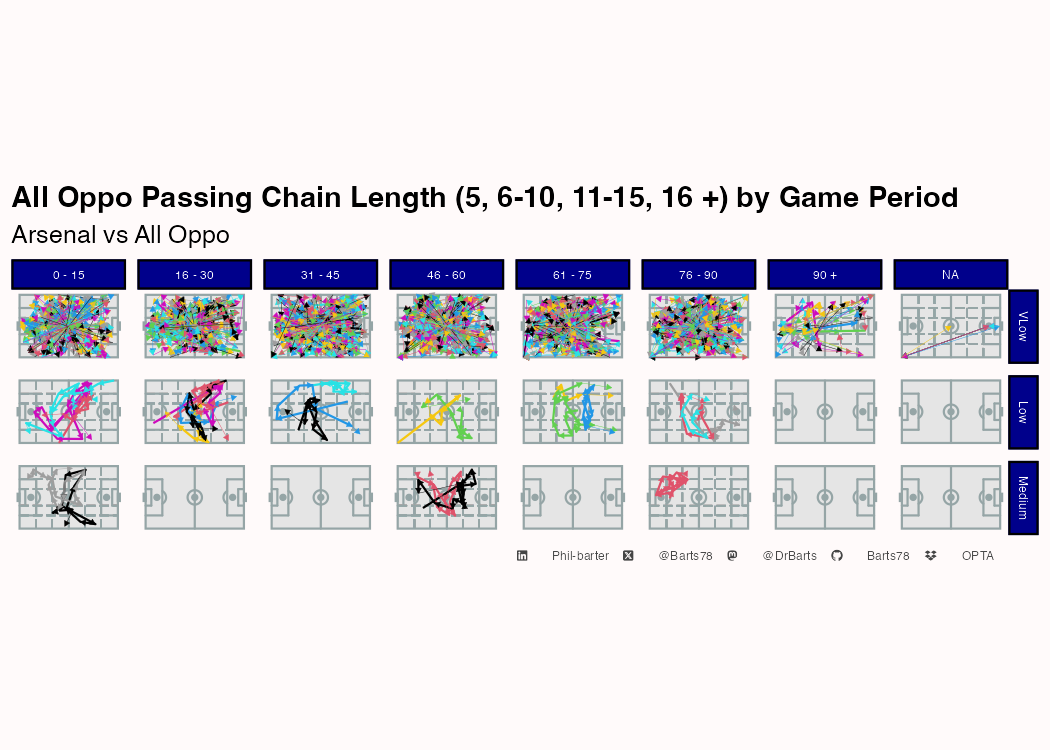 All Oppo Passing Chain Length (5, 6-10, 11-15, 16 +) by Game Period
Arsenal vs All Oppo
0 - 15 16 - 30 31 - 45 46 - 60 61 - 75 76 - 90 90 + NA
VLow
Low
Medium
Phil-barter @Barts78 @DrBarts Barts78 OPTA